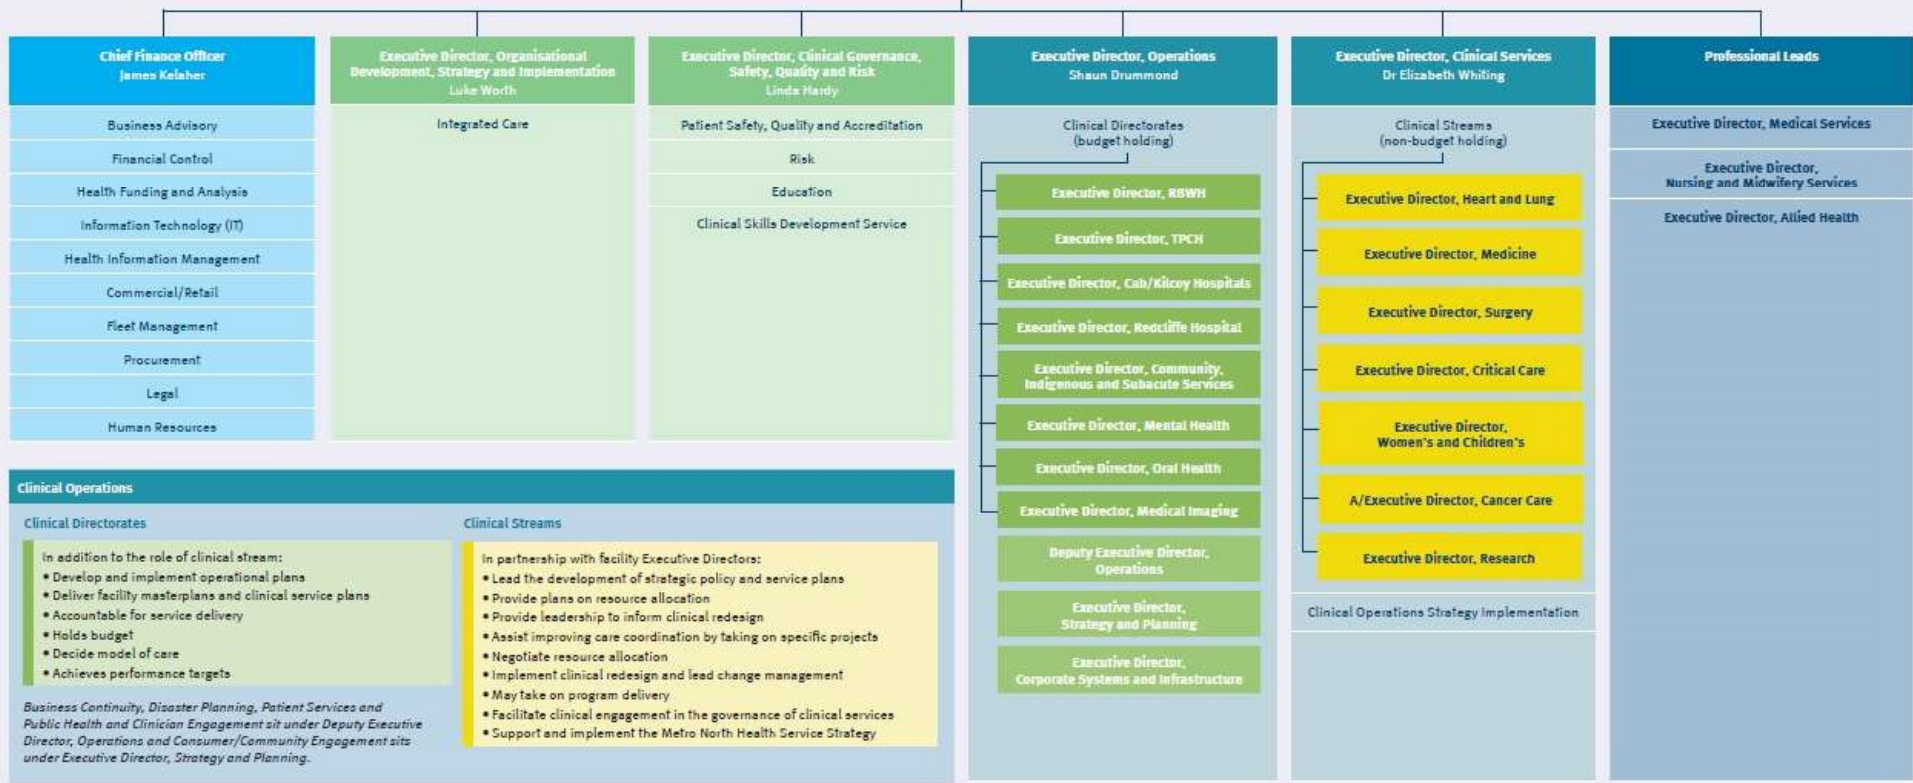 Chief Finance Officer
James Kelaher
Business Advisory
Financial Control
Health Funding and Analysis
Information Technology (IT)
Health Information Management
Commercial/Retail
Fleet Management
Procurement
Legal
Human Resources
Executive Director, Organisational
Development, Strategy and Implementation
Luke Worth
Integrated Care
Executive Director, Clinical Governance,
Safety, Quality and Risk
Linda Hardy
Patient Safety, Quality and Accreditation
Risk
Education
Clinical Skills Development Service
Executive Director, Operations
Shaun Drummond
Clinical Directorates
(budget holding)
Executive Director, RBWH
Executive Director, TPCH
Executive Director, Cab/Kilcoy Hospitals
Executive Director, Redcliffe Hospital
Executive Director, Community,
Indigenous and Subacute Services
Executive Director, Mental Health
Executive Director, Oral Health
Executive Director, Medical Imaging
Deputy Executive Director,
Operations
Executive Director,
Strategy and Planning
Executive Director,
Corporate Systems and Infrastructure
Executive Director, Clinical Services
Dr Elizabeth Whiting
Clinical Streams
(non-budget holding)
Executive Director, Heart and Lung
Executive Director, Medicine
Executive Director, Surgery
Executive Director, Critical Care
Executive Director,
Women's and Children's
A/Executive Director, Cancer Care
Executive Director, Research
Clinical Operations Strategy Implementation
Professional Leads
Executive Director, Medical Services
Executive Director,
Nursing and Midwifery Services
Executive Director, Allied Health
Clinical Operations
Clinical Directorates
In addition to the role of clinical stream:
• Develop and implement operational plans
• Deliver facility masterplans and clinical service plans
• Accountable for service delivery
• Holds budget
• Decide model of care
• Achieves performance targets
Business Continuity, Disaster Planning, Patient Services and
Public Health and Clinician Engagement sit under Deputy Executive
Director, Operations and Consumer/Community Engagement sits
under Executive Director, Strategy and Planning.
Clinical Streams
In partnership with facility Executive Directors:
• Lead the development of strategic policy and service plans
• Provide plans on resource allocation
• Provide leadership to inform clinical redesign
• Assist improving care coordination by taking on specific projects
• Negotiate resource allocation
• Implement clinical redesign and lead change management
• May take on program delivery
• Facilitate clinical engagement in the governance of clinical services
• Support and implement the Metro North Health Service Strategy